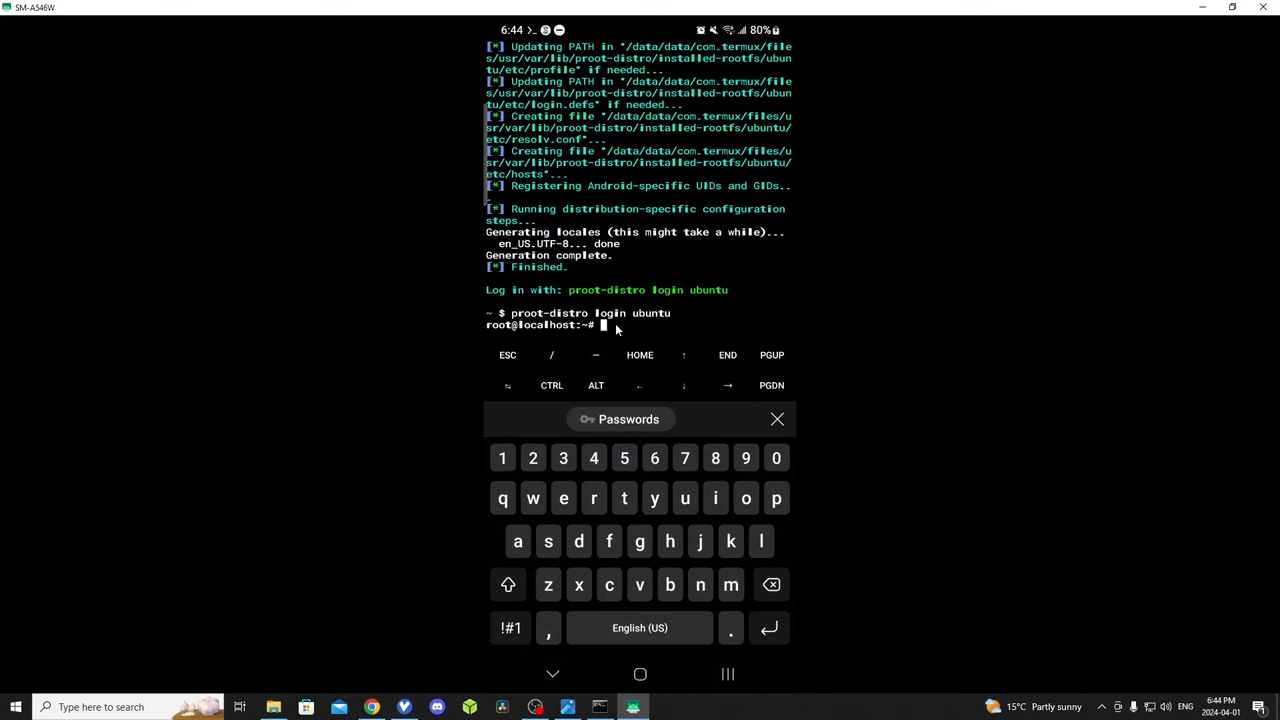 SM-A546W
6:44
80%
[*] Updating PATH in "/data/data/com.termux/file
s/usr/var/lib/proot-distro/installed-rootfs/ubun
tu/etc/profile" if needed...
[*] Updating PATH in "/data/data/com.termux/file
s/usr/var/lib/proot-distro/installed-rootfs/ubun
tu/etc/login.defs" if needed...
[*] Creating file "/data/data/com.termux/files/u
sr/var/lib/proot-distro/installed-rootfs/ubuntu/
etc/resolv.conf"...
[*] Creating file "/data/data/com.termux/files/u
sr/var/lib/proot-distro/installed-rootfs/ubuntu/
etc/hosts"...
[*] Registering Android-specific UIDs and GIDs..
.
[*] Running distribution-specific configuration
steps...
Generating locales (this might take a while)...
en_US.UTF-8... done
Generation complete.
[*] Finished.
Log in with: proot-distro login ubuntu
~ $ proot-distro login ubuntu
root@localhost:~#
ESC / — HOME ↑ END PGUP
CTRL ALT ← ↓ → PGDN
Passwords
1 2 3 4 5 6 7 8 9 0
q w e r t y u i o p
a s d f g h j k l
z x c v b n m
!#1 , English (US) .
Type here to search
15°C Partly sunny
ENG
6:44 PM
2024-04-01
1